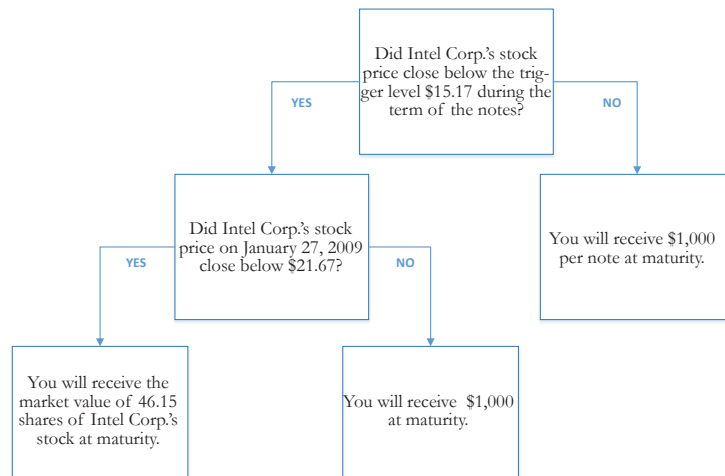 Did Intel Corp.'s stock
price close below the trig-
ger level $15.17 during the
term of the notes?
YES
NO
Did Intel Corp.'s stock
price on January 27, 2009
close below $21.67?
You will receive $1,000
per note at maturity.
YES
NO
You will receive the
market value of 46.15
shares of Intel Corp.'s
stock at maturity.
You will receive $1,000
at maturity.